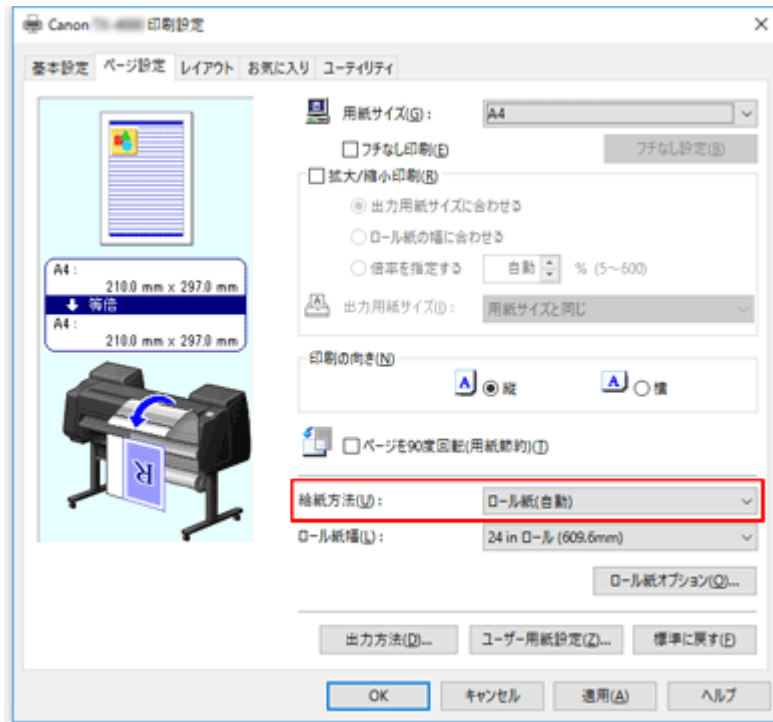 Canon 印刷設定
基本設定 ページ設定 レイアウト お気に入り ユーティリティ
用紙サイズ(G): A4
フチなし印刷(E) フチなし設定(B)
拡大/縮小印刷(R)
出力用紙サイズに合わせる
ロール紙の幅に合わせる
倍率を指定する 自動 % (5～600)
出力用紙サイズ(I): 用紙サイズと同じ
A4 :
210.0 mm x 297.0 mm
等倍
A4 :
210.0 mm x 297.0 mm
印刷の向き(N)
A 縦 A 横
ページを90度回転(用紙節約)(T)
R
給紙方法(U): ロール紙(自動)
ロール紙幅(L): 24 in ロール (609.6mm)
ロール紙オプション(O)...
出力方法(D)... ユーザー用紙設定(Z)... 標準に戻す(F)
OK キャンセル 適用(A) ヘルプ